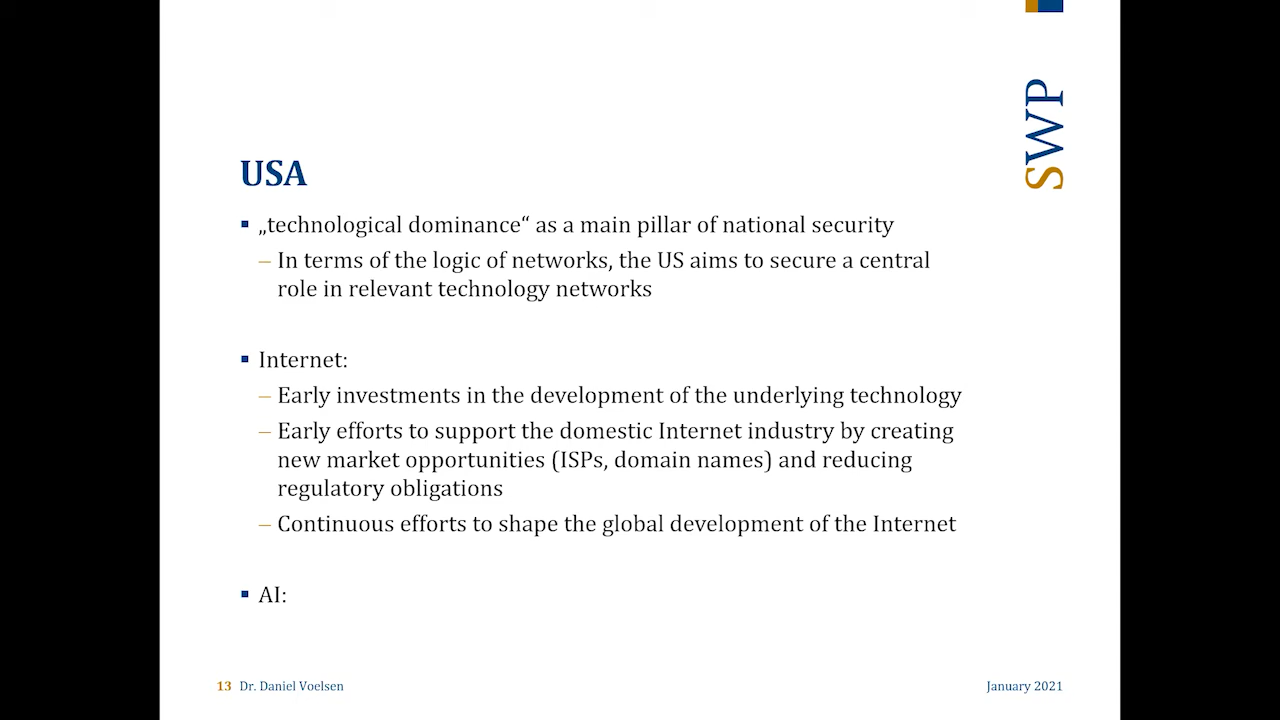 SWP
USA
▪ „technological dominance“ as a main pillar of national security
– In terms of the logic of networks, the US aims to secure a central
role in relevant technology networks
▪ Internet:
– Early investments in the development of the underlying technology
– Early efforts to support the domestic Internet industry by creating
new market opportunities (ISPs, domain names) and reducing
regulatory obligations
– Continuous efforts to shape the global development of the Internet
▪ AI:
13 Dr. Daniel Voelsen
January 2021